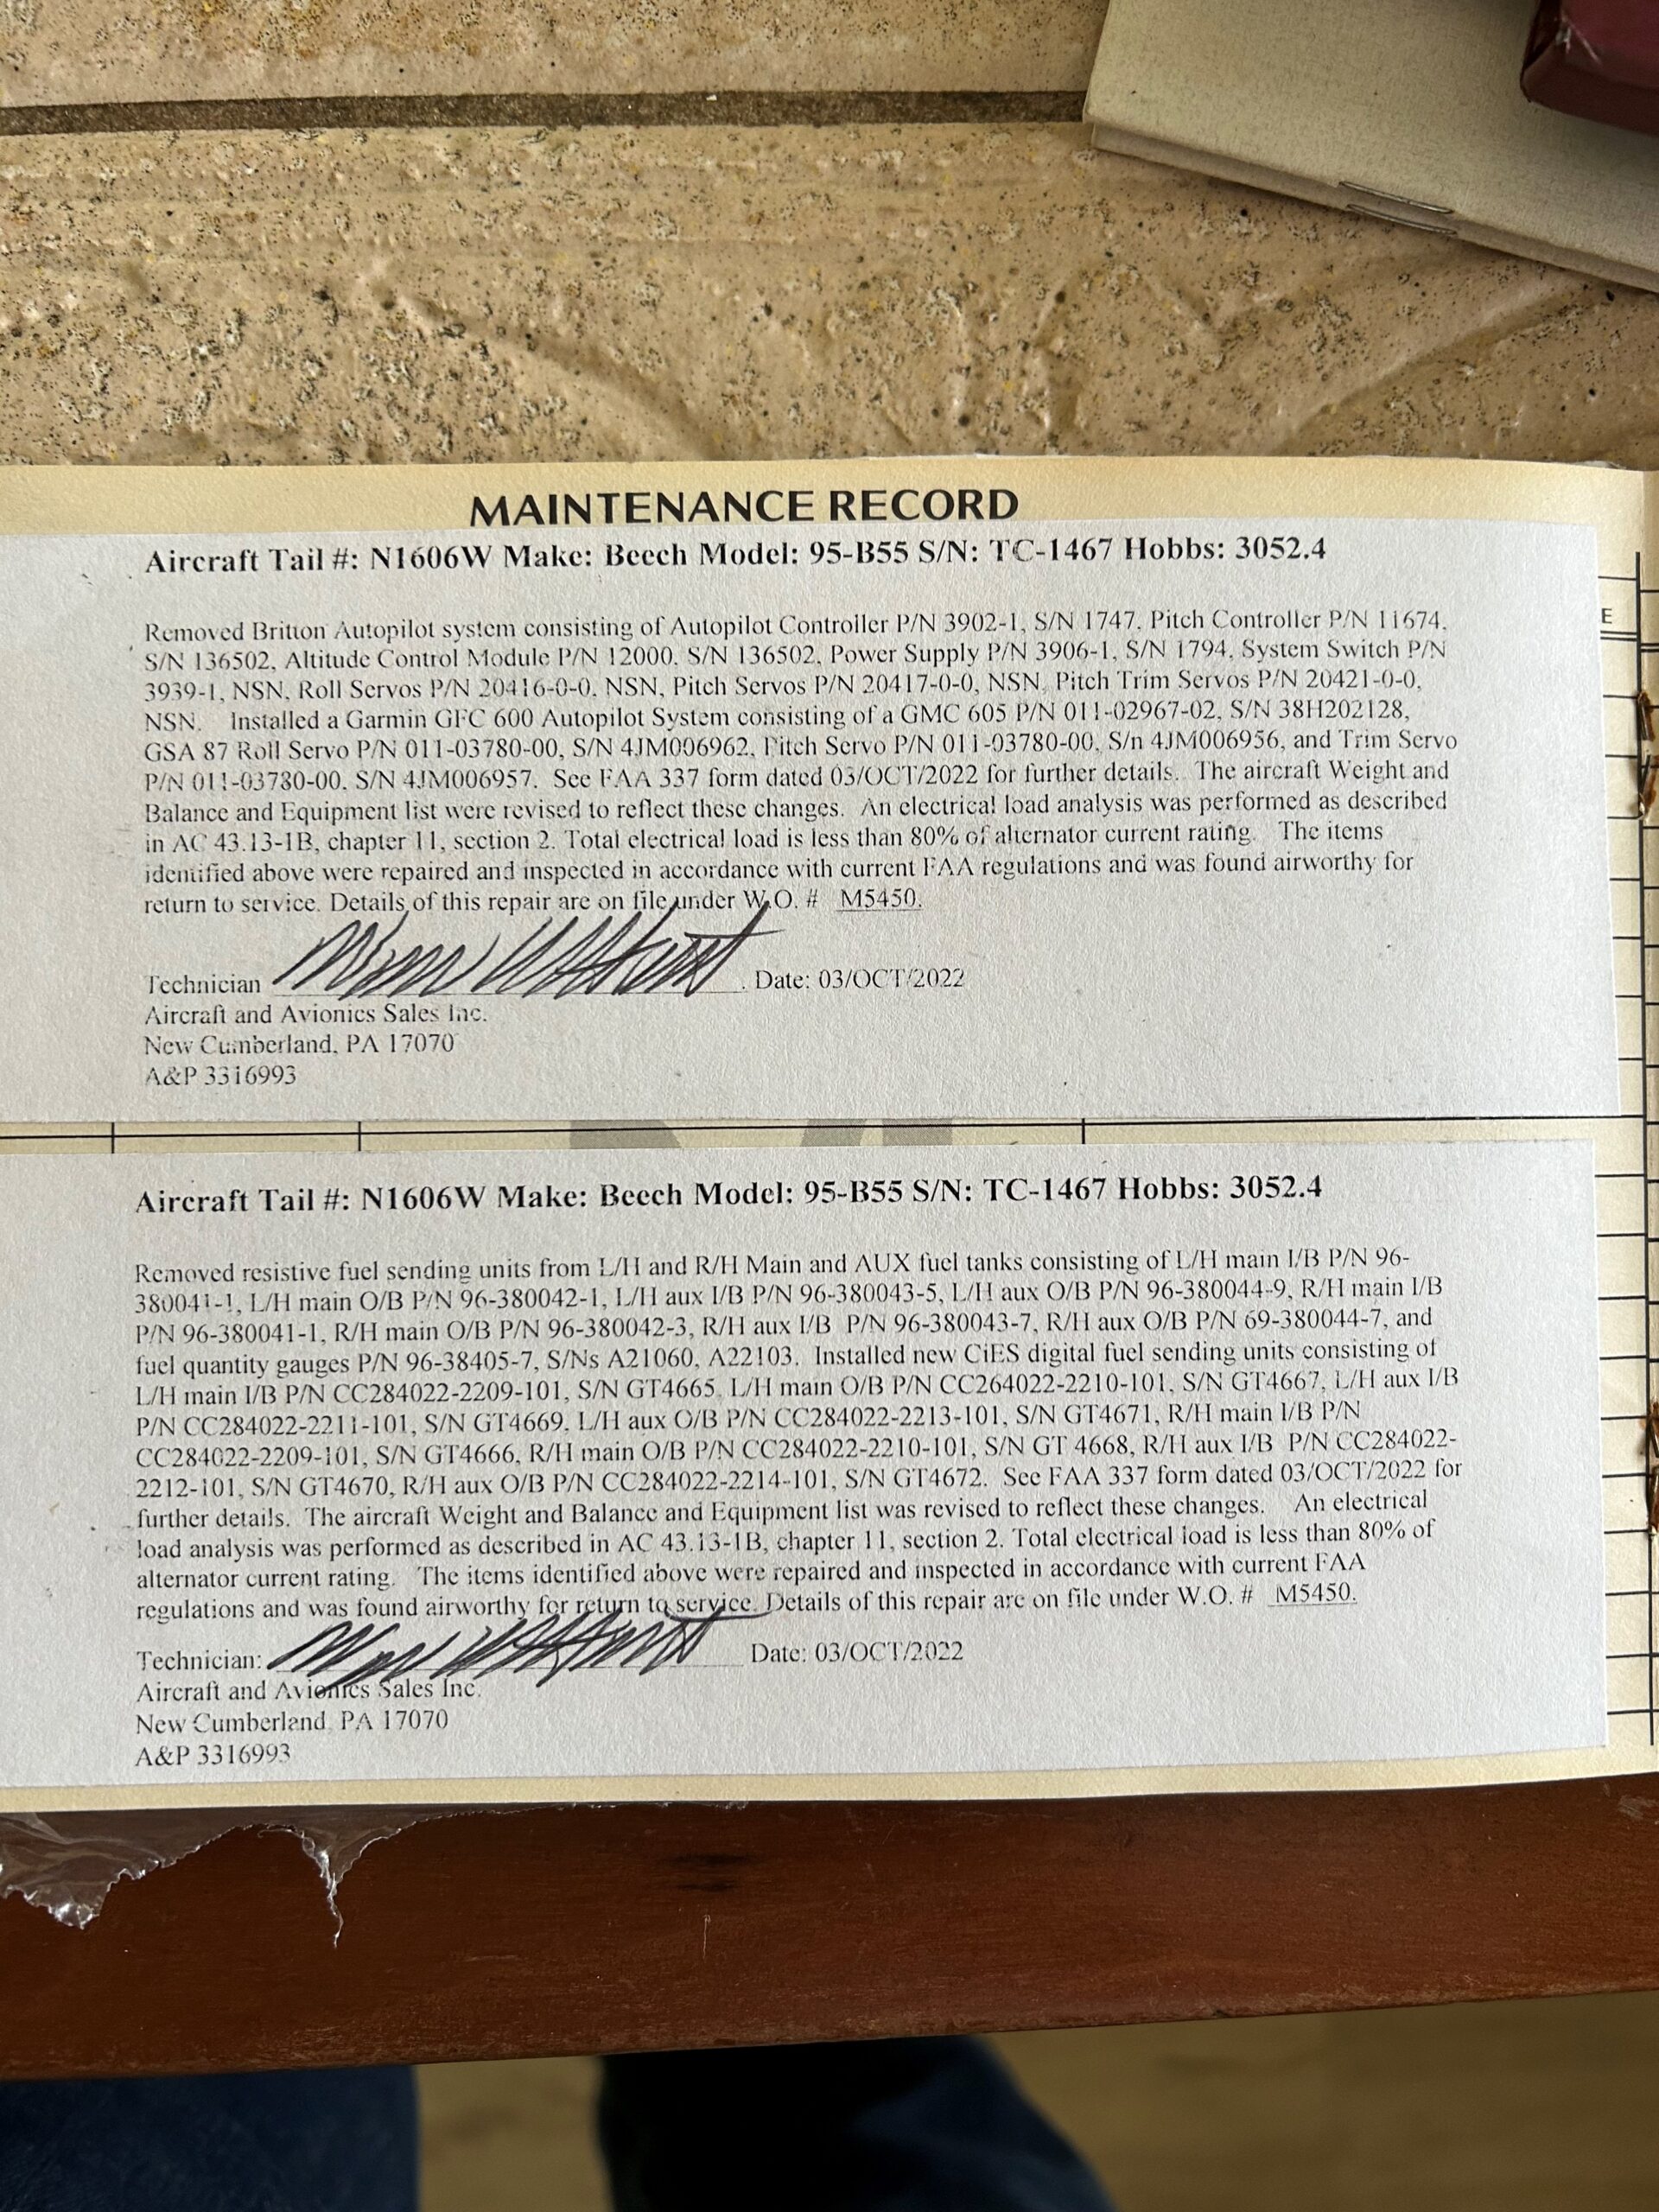 MAINTENANCE RECORD
Aircraft Tail #: N1606W Make: Beech Model: 95-B55 S/N: TC-1467 Hobbs: 3052.4
E
Removed Britton Autopilot system consisting of Autopilot Controller P/N 3902-1, S/N 1747. Pitch Controller P/N 11674,
S/N 136502, Altitude Control Module P/N 12000. S/N 136502, Power Supply P/N 3906-1, S/N 1794, System Switch P/N
3939-1, NSN, Roll Servos P/N 20416-0-0. NSN, Pitch Servos P/N 20417-0-0, NSN, Pitch Trim Servos P/N 20421-0-0,
NSN. Installed a Garmin GFC 600 Autopilot System consisting of a GMC 605 P/N 011-02967-02, S/N 38H202128,
GSA 87 Roll Servo P/N 011-03780-00, S/N 4JM006962, Pitch Servo P/N 011-03780-00, S/n 4JM006956, and Trim Servo
P/N 011-03780-00. S/N 4JM006957. See FAA 337 form dated 03/OCT/2022 for further details. The aircraft Weight and
Balance and Equipment list were revised to reflect these changes. An electrical load analysis was performed as described
in AC 43.13-1B, chapter 11, section 2. Total electrical load is less than 80% of alternator current rating. The items
identified above were repaired and inspected in accordance with current FAA regulations and was found airworthy for
return to service. Details of this repair are on file under W.O. # M5450.
Technician Date: 03/OCT/2022
Aircraft and Avionics Sales Inc.
New Cumberland, PA 17070
A&P 3316993
Aircraft Tail #: N1606W Make: Beech Model: 95-B55 S/N: TC-1467 Hobbs: 3052.4
Removed resistive fuel sending units from L/H and R/H Main and AUX fuel tanks consisting of L/H main I/B P/N 96-
380041-1, L/H main O/B P/N 96-380042-1, L/H aux I/B P/N 96-380043-5, L/H aux O/B P/N 96-380044-9, R/H main I/B
P/N 96-380041-1, R/H main O/B P/N 96-380042-3, R/H aux I/B P/N 96-380043-7, R/H aux O/B P/N 69-380044-7, and
fuel quantity gauges P/N 96-38405-7, S/Ns A21060, A22103. Installed new CiES digital fuel sending units consisting of
L/H main I/B P/N CC284022-2209-101, S/N GT4665, L/H main O/B P/N CC264022-2210-101, S/N GT4667, L/H aux I/B
P/N CC284022-2211-101, S/N GT4669, L/H aux O/B P/N CC284022-2213-101, S/N GT4671, R/H main I/B P/N
CC284022-2209-101, S/N GT4666, R/H main O/B P/N CC284022-2210-101, S/N GT 4668, R/H aux I/B P/N CC284022-
2212-101, S/N GT4670, R/H aux O/B P/N CC284022-2214-101, S/N GT4672. See FAA 337 form dated 03/OCT/2022 for
further details. The aircraft Weight and Balance and Equipment list was revised to reflect these changes. An electrical
load analysis was performed as described in AC 43.13-1B, chapter 11, section 2. Total electrical load is less than 80% of
alternator current rating. The items identified above were repaired and inspected in accordance with current FAA
regulations and was found airworthy for return to service. Details of this repair are on file under W.O. # M5450.
Technician: Date: 03/OCT/2022
Aircraft and Avionics Sales Inc.
New Cumberland, PA 17070
A&P 3316993